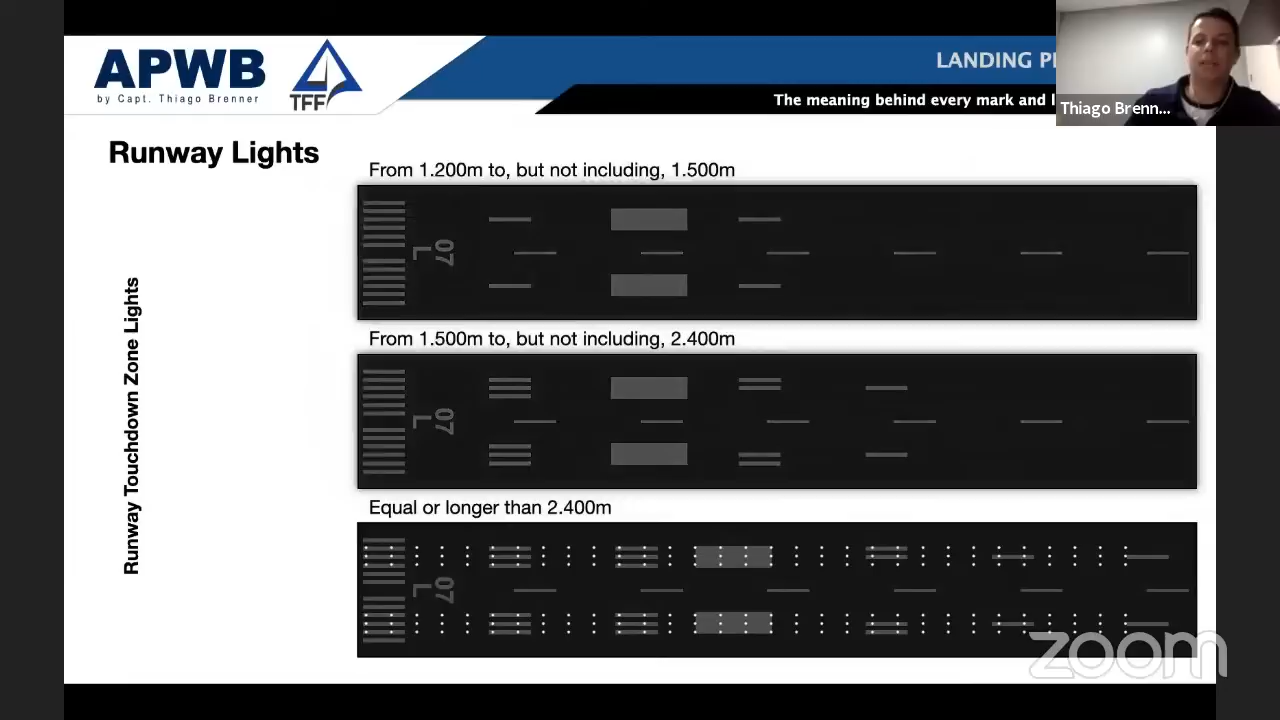 APWB
by Capt. Thiago Brenner
TFF
LANDING P
The meaning behind every mark and l
Thiago Brenn...
Runway Lights
Runway Touchdown Zone Lights
From 1.200m to, but not including, 1.500m
07
L
From 1.500m to, but not including, 2.400m
07
L
Equal or longer than 2.400m
07
L
zoom